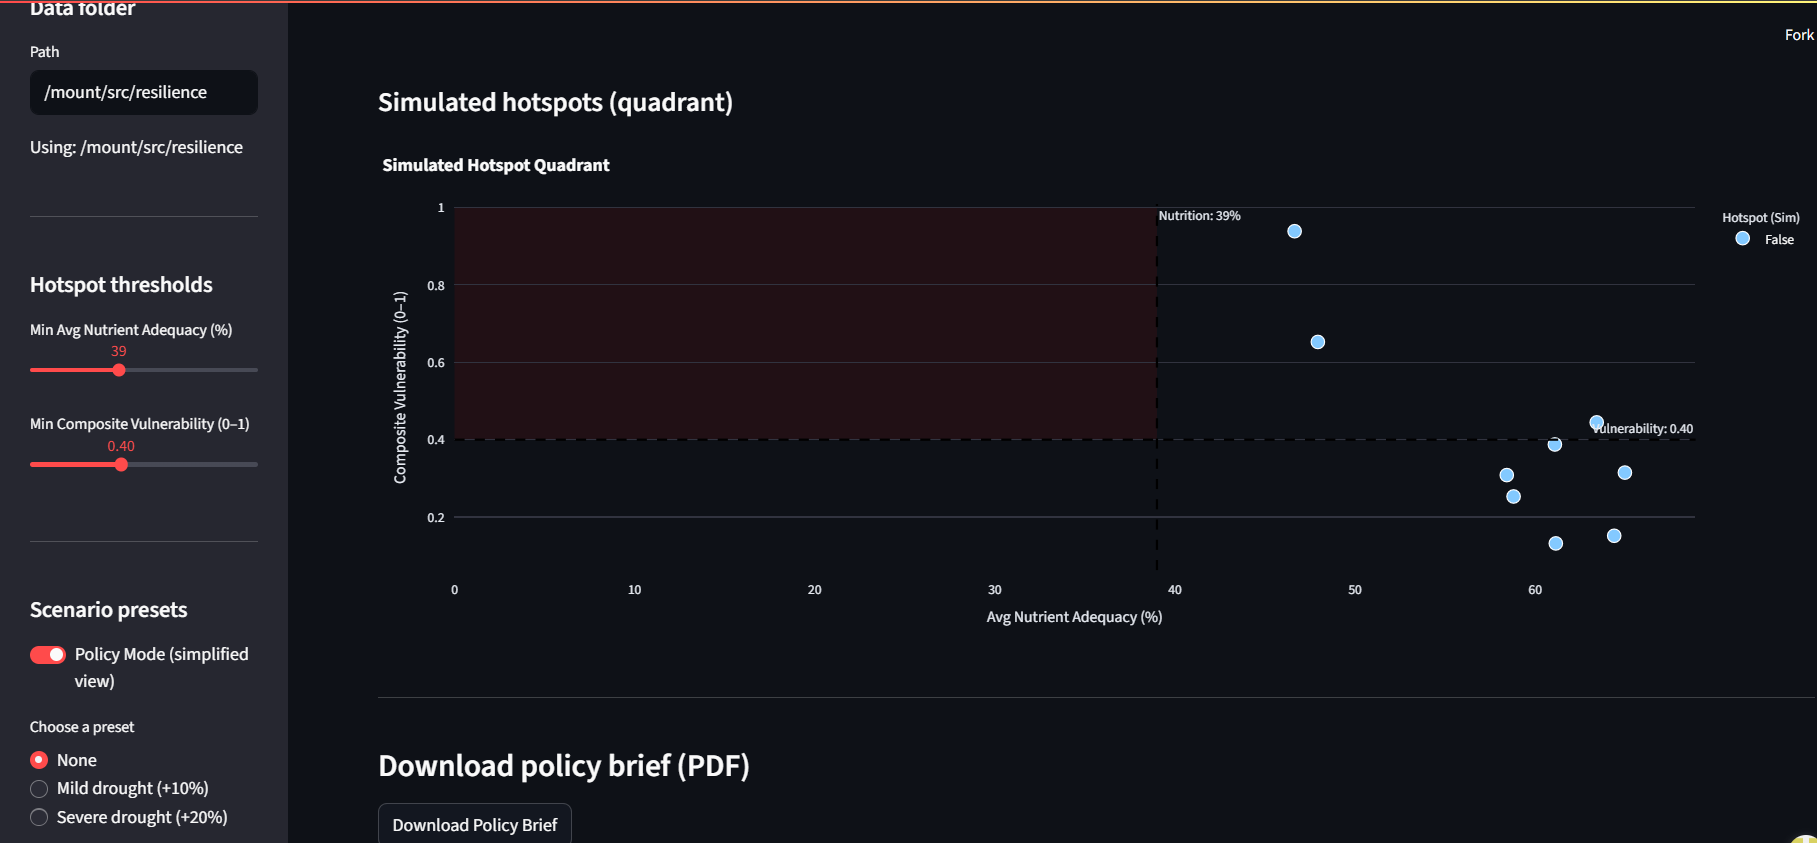 Data folder
Path
/mount/src/resilience
Using: /mount/src/resilience
Hotspot thresholds
Min Avg Nutrient Adequacy (%)
39
Min Composite Vulnerability (0–1)
0.40
Scenario presets
Policy Mode (simplified
view)
Choose a preset
None
Mild drought (+10%)
Severe drought (+20%)
Fork
Simulated hotspots (quadrant)
Simulated Hotspot Quadrant
1
0.8
0.6
0.4
0.2
Composite Vulnerability (0–1)
Nutrition: 39%
Vulnerability: 0.40
0 10 20 30 40 50 60
Avg Nutrient Adequacy (%)
Hotspot (Sim)
False
Download policy brief (PDF)
Download Policy Brief